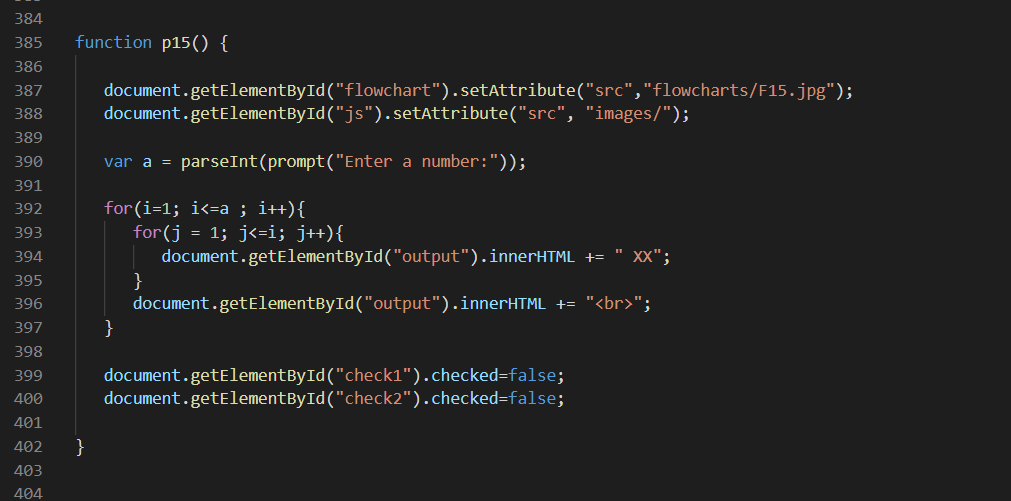 384
385 function p15() {
386
387 document.getElementById("flowchart").setAttribute("src","flowcharts/F15.jpg");
388 document.getElementById("js").setAttribute("src", "images/");
389
390 var a = parseInt(prompt("Enter a number:"));
391
392 for(i=1; i<=a ; i++){
393 for(j = 1; j<=i; j++){
394 document.getElementById("output").innerHTML += " XX";
395 }
396 document.getElementById("output").innerHTML += "<br>";
397 }
398
399 document.getElementById("check1").checked=false;
400 document.getElementById("check2").checked=false;
401
402 }
403
404